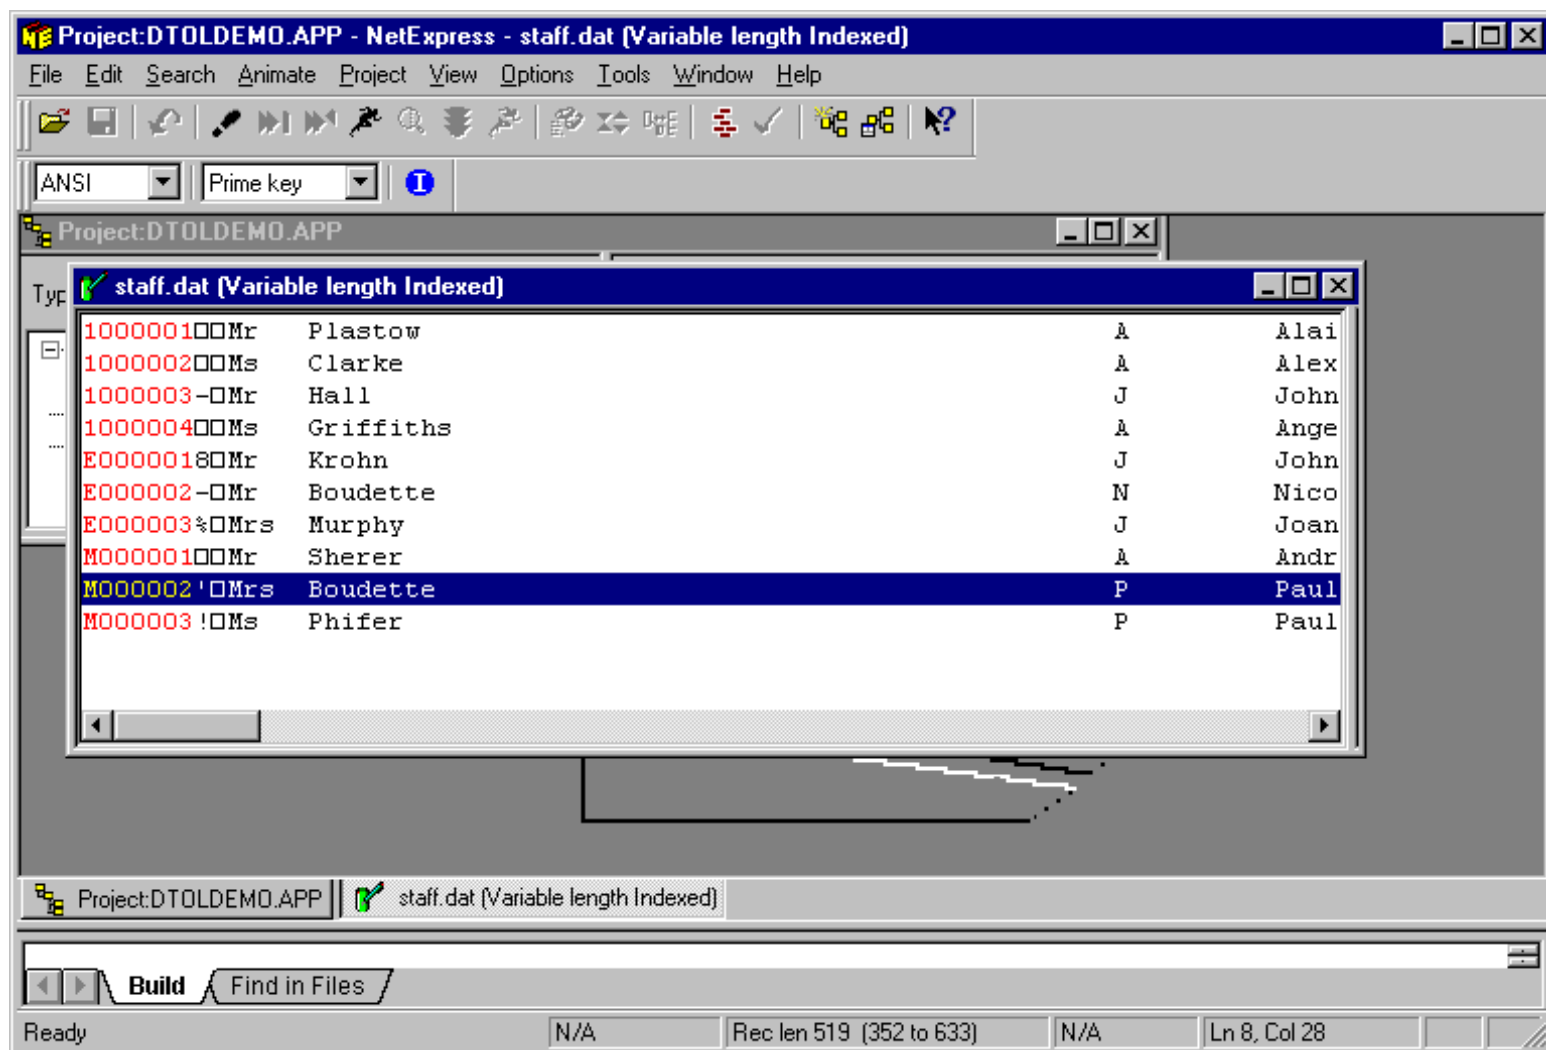 Project:DTOLDEMO.APP - NetExpress - staff.dat (Variable length Indexed)
File Edit Search Animate Project View Options Tools Window Help
ANSI Prime key
Project:DTOLDEMO.APP
Typ
staff.dat (Variable length Indexed)
1000001□□Mr Plastow A Alai
1000002□□Ms Clarke A Alex
1000003-□Mr Hall J John
1000004□□Ms Griffiths A Ange
E0000018□Mr Krohn J John
E000002-□Mr Boudette N Nico
E000003%□Mrs Murphy J Joan
M000001□□Mr Sherer A Andr
M000002'□Mrs Boudette P Paul
M000003!□Ms Phifer P Paul
Project:DTOLDEMO.APP staff.dat (Variable length Indexed)
Build Find in Files
Ready N/A Rec len 519 (352 to 633) N/A Ln 8, Col 28